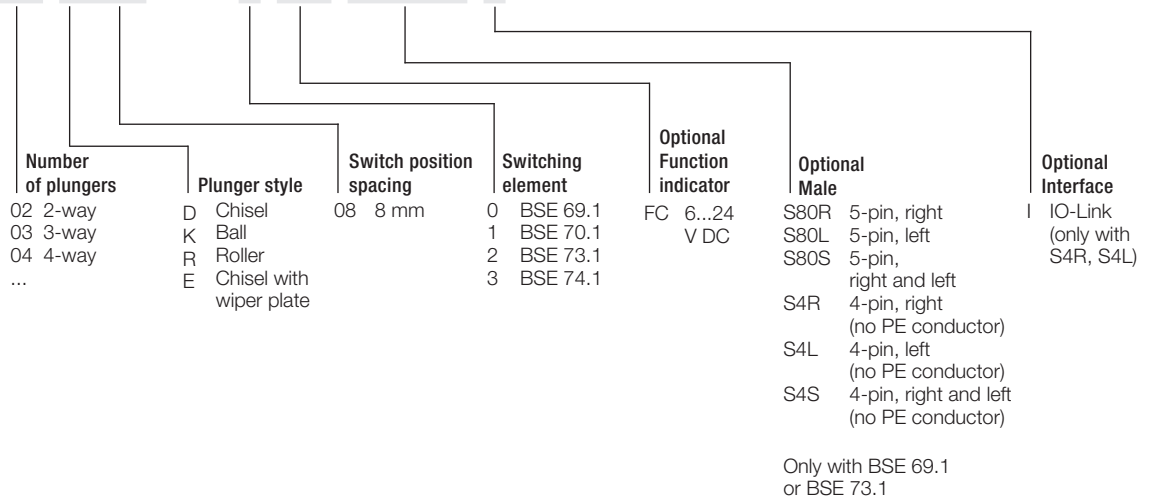 Number
of plungers
02 2-way
03 3-way
04 4-way
...
Plunger style
D Chisel
K Ball
R Roller
E Chisel with
wiper plate
Switch position
spacing
08 8 mm
Switching
element
0 BSE 69.1
1 BSE 70.1
2 BSE 73.1
3 BSE 74.1
Optional
Function
indicator
FC 6...24
V DC
Optional
Male
S80R 5-pin, right
S80L 5-pin, left
S80S 5-pin,
right and left
S4R 4-pin, right
(no PE conductor)
S4L 4-pin, left
(no PE conductor)
S4S 4-pin, right and left
(no PE conductor)
Only with BSE 69.1
or BSE 73.1
Optional
Interface
I IO-Link
(only with
S4R, S4L)